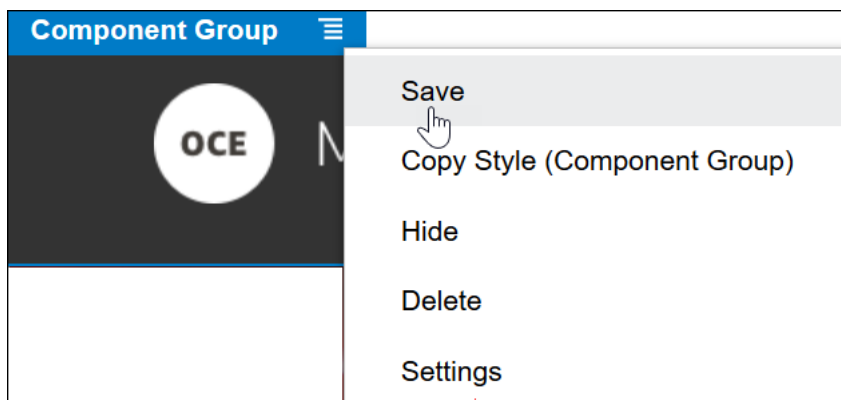 Component Group
Save
OCE M
Copy Style (Component Group)
Hide
Delete
Settings